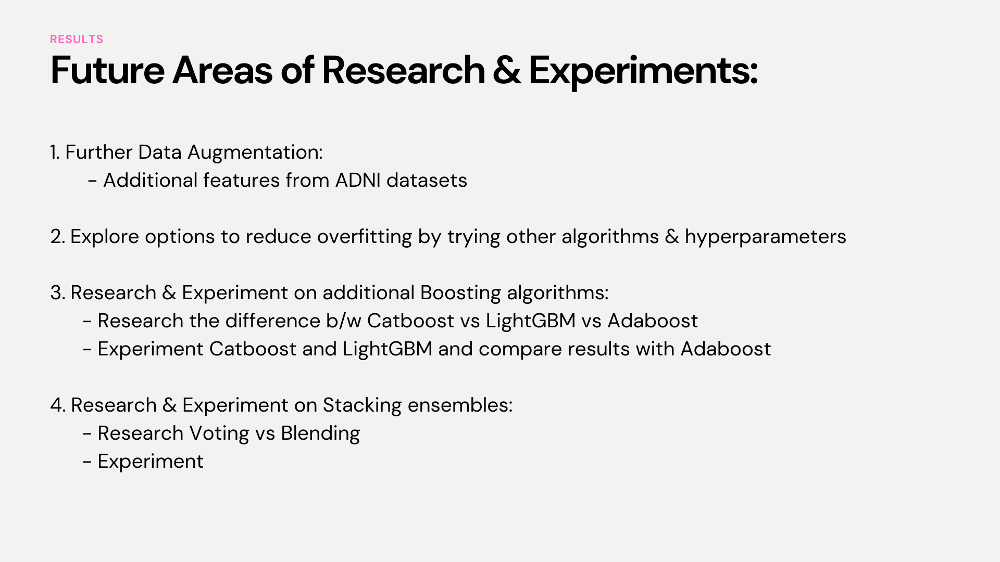 RESULTS
Future Areas of Research & Experiments:
1. Further Data Augmentation:
- Additional features from ADNI datasets
2. Explore options to reduce overfitting by trying other algorithms & hyperparameters
3. Research & Experiment on additional Boosting algorithms:
- Research the difference b/w Catboost vs LightGBM vs Adaboost
- Experiment Catboost and LightGBM and compare results with Adaboost
4. Research & Experiment on Stacking ensembles:
- Research Voting vs Blending
- Experiment